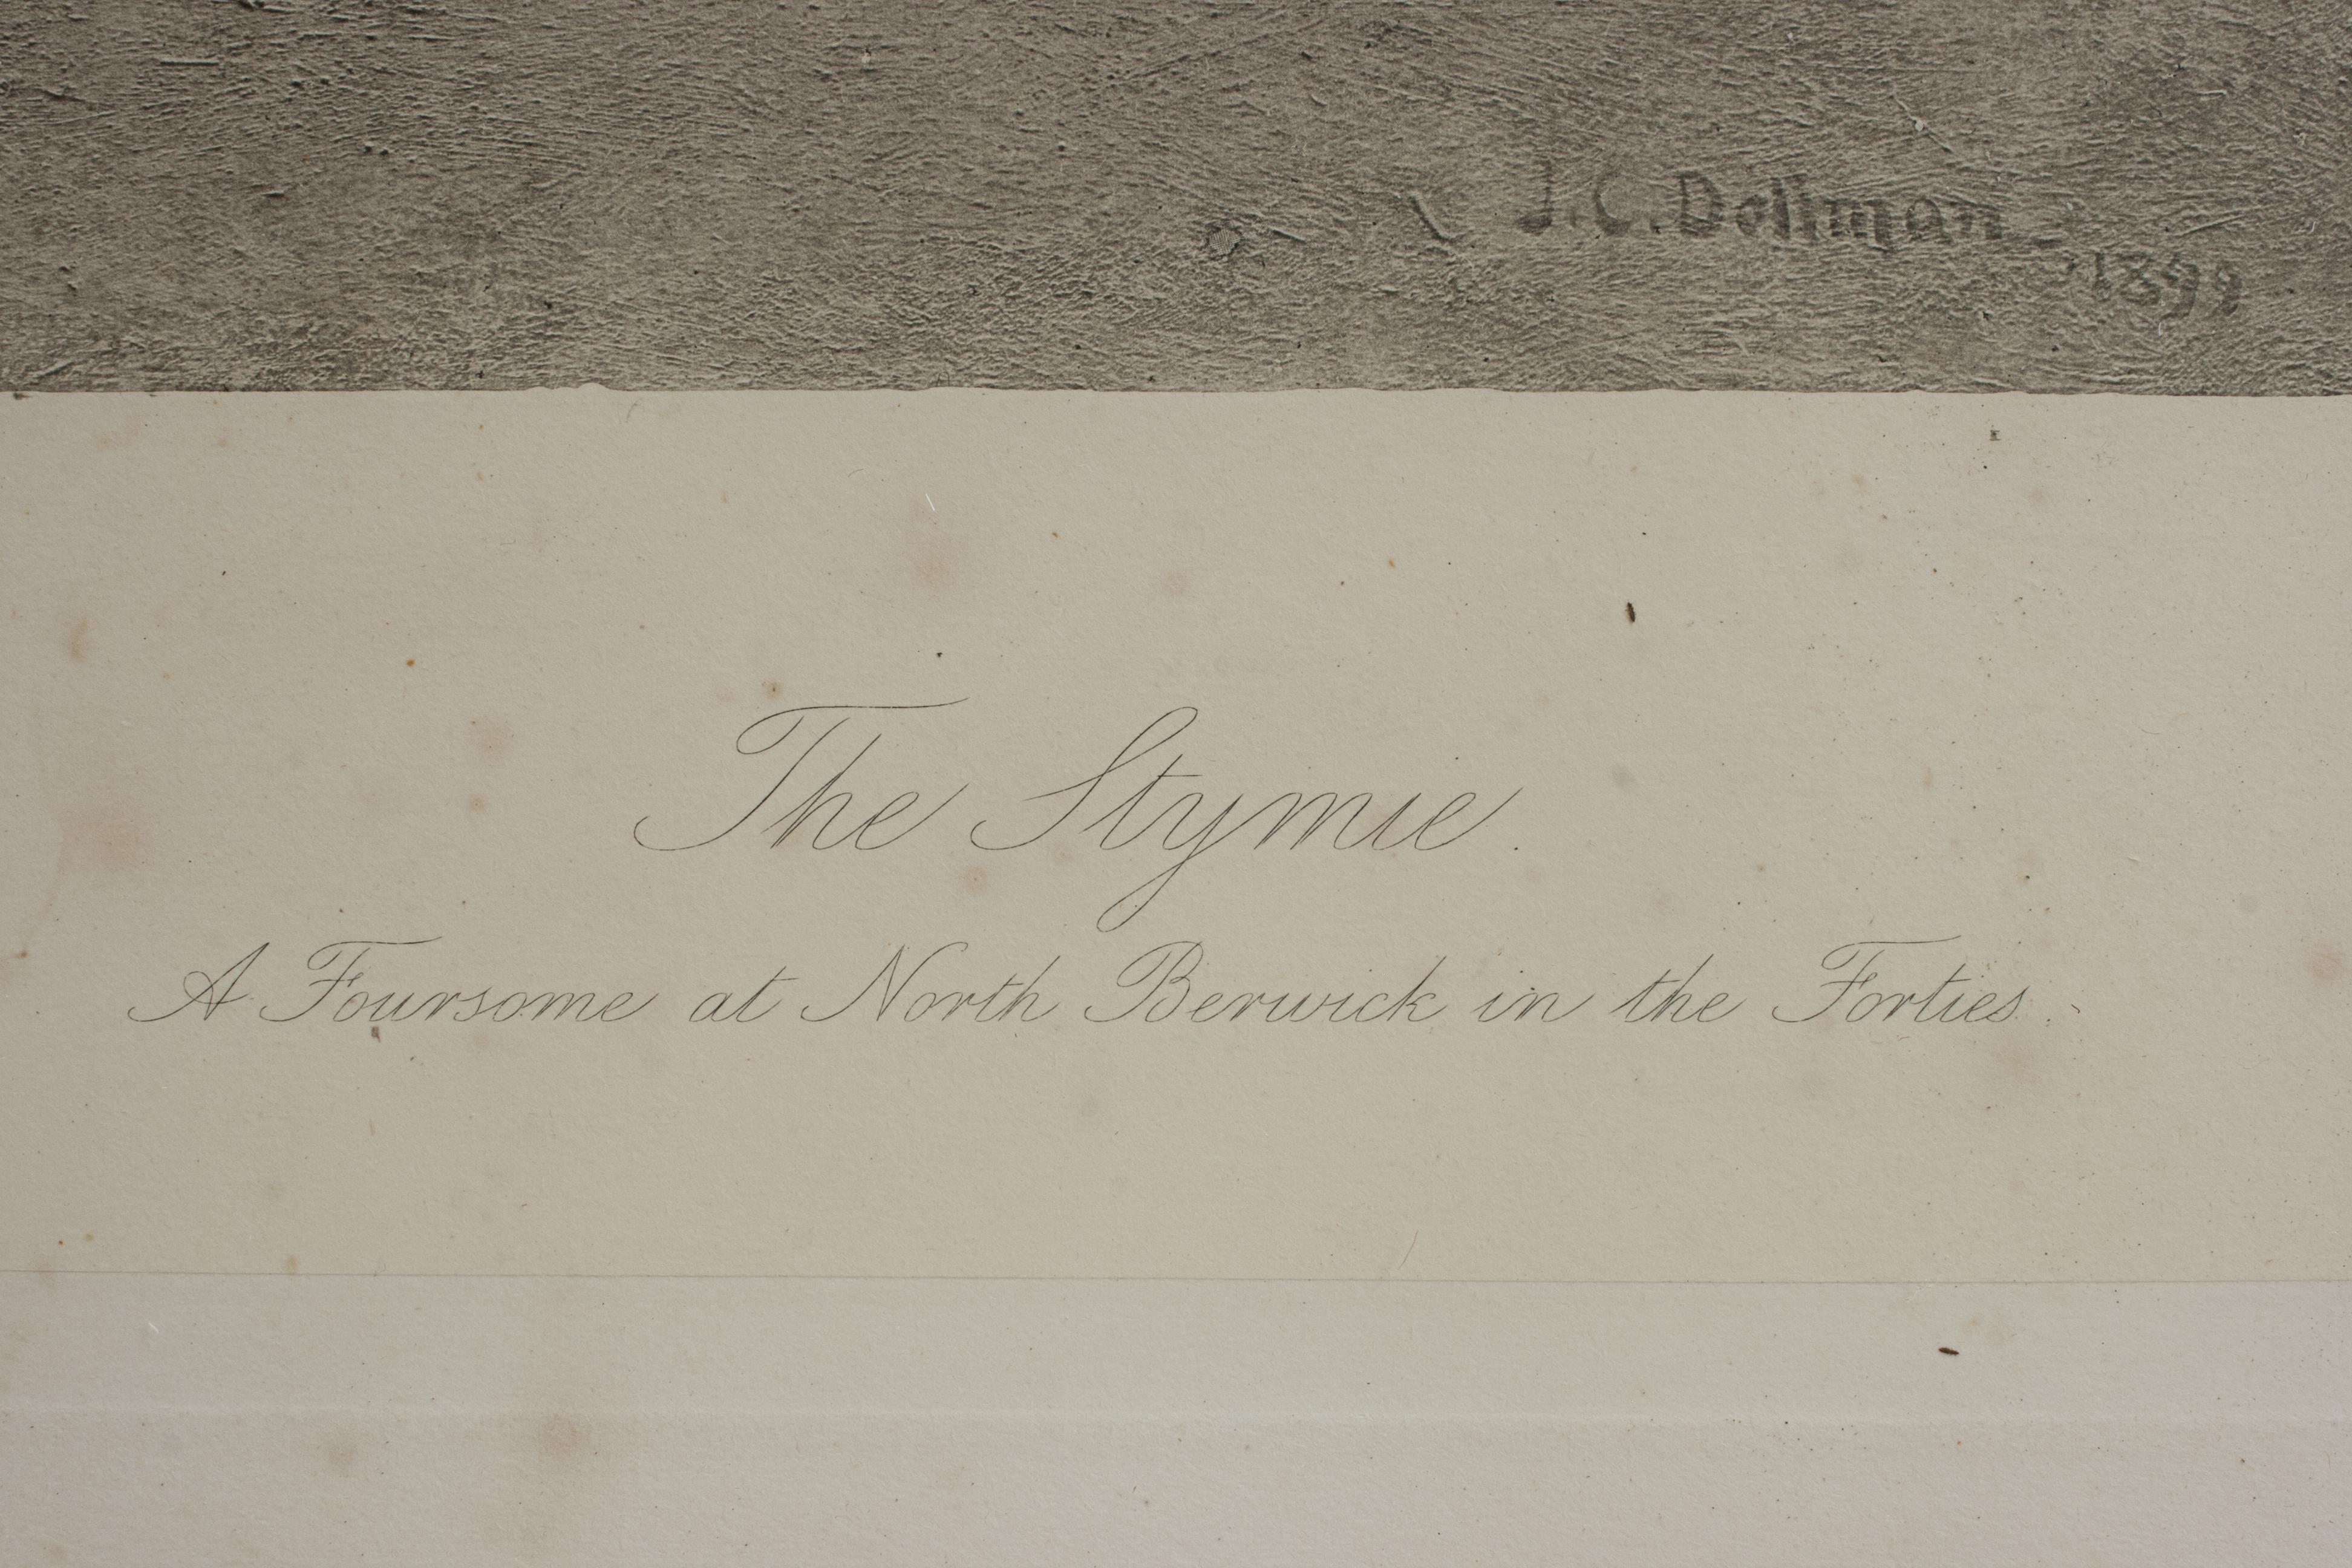 J.C.Dollman
1899
The Stymie.
A Foursome at North Berwick in the Forties.